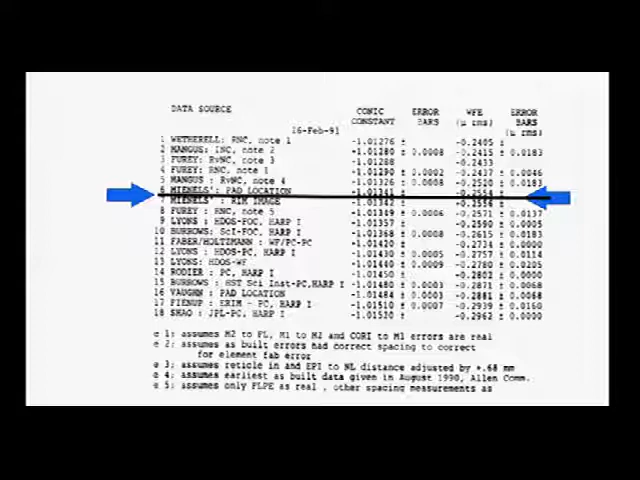 DATA SOURCE CONIC CONSTANT ERROR BARS WFE (μ rms) ERROR BARS (μ rms)
16-Feb-91
1 WETHERELL: RNC, note 1 -1.01276 ± -0.2405 ±
2 MANGUS: INC, note 2 -1.01280 ± 0.0008 -0.2415 ± 0.0183
3 FUREY: RvNC, note 3 -1.01288 -0.2433
4 FUREY: RNC, note 1 -1.01290 ± 0.0002 -0.2437 ± 0.0046
5 MANGUS : RvNC, note 4 -1.01326 ± 0.0008 -0.2520 ± 0.0183
6 MIENELS': PAD LOCATION -1.01341 ± -0.2554 ±
7 MIENELS' : RIM IMAGE -1.01342 ± -0.2556 ±
8 FUREY : RNC, note 5 -1.01349 ± 0.0006 -0.2571 ± 0.0137
9 LYONS : HDOS-FOC, HARP I -1.01357 -0.2590 ± 0.0005
10 BURROWS: SCI-FOC, HARP I -1.01368 ± 0.0008 -0.2615 ± 0.0183
11 FABER/HOLTZMANN : WF/PC-PC -1.01420 -0.2734 ± 0.0000
12 LYONS : HDOS-PC, HARP I -1.01430 ± 0.0005 -0.2757 ± 0.0114
13 LYONS: HDOS-WF -1.01440 ± 0.0009 -0.2780 ± 0.0205
14 RODIER : PC, HARP I -1.01450 ± -0.2802 ± 0.0000
15 BURROWS : HST Sci Inst-PC,HARP I -1.01480 ± 0.0003 -0.2871 ± 0.0068
16 VAUGHN : PAD LOCATION -1.01484 ± 0.0003 -0.2881 ± 0.0068
17 FIENUP : ERIM - PC, HARP I -1.01510 ± 0.0007 -0.2939 ± 0.0160
18 SHAO : JPL-PC, HARP I -1.01520 ± -0.2962 ± 0.0000
e 1; assumes M2 to FL, M1 to M2 and CORI to M1 errors are real
e 2; assumes as built errors had correct spacing to correct
for element fab error
e 3; assumes reticle in and EPI to NL distance adjusted by +.68 mm
e 4; assumes earliest as built data given in August 1990, Allen Comm.
e 5; assumes only FLPE as real , other spacing measurements as